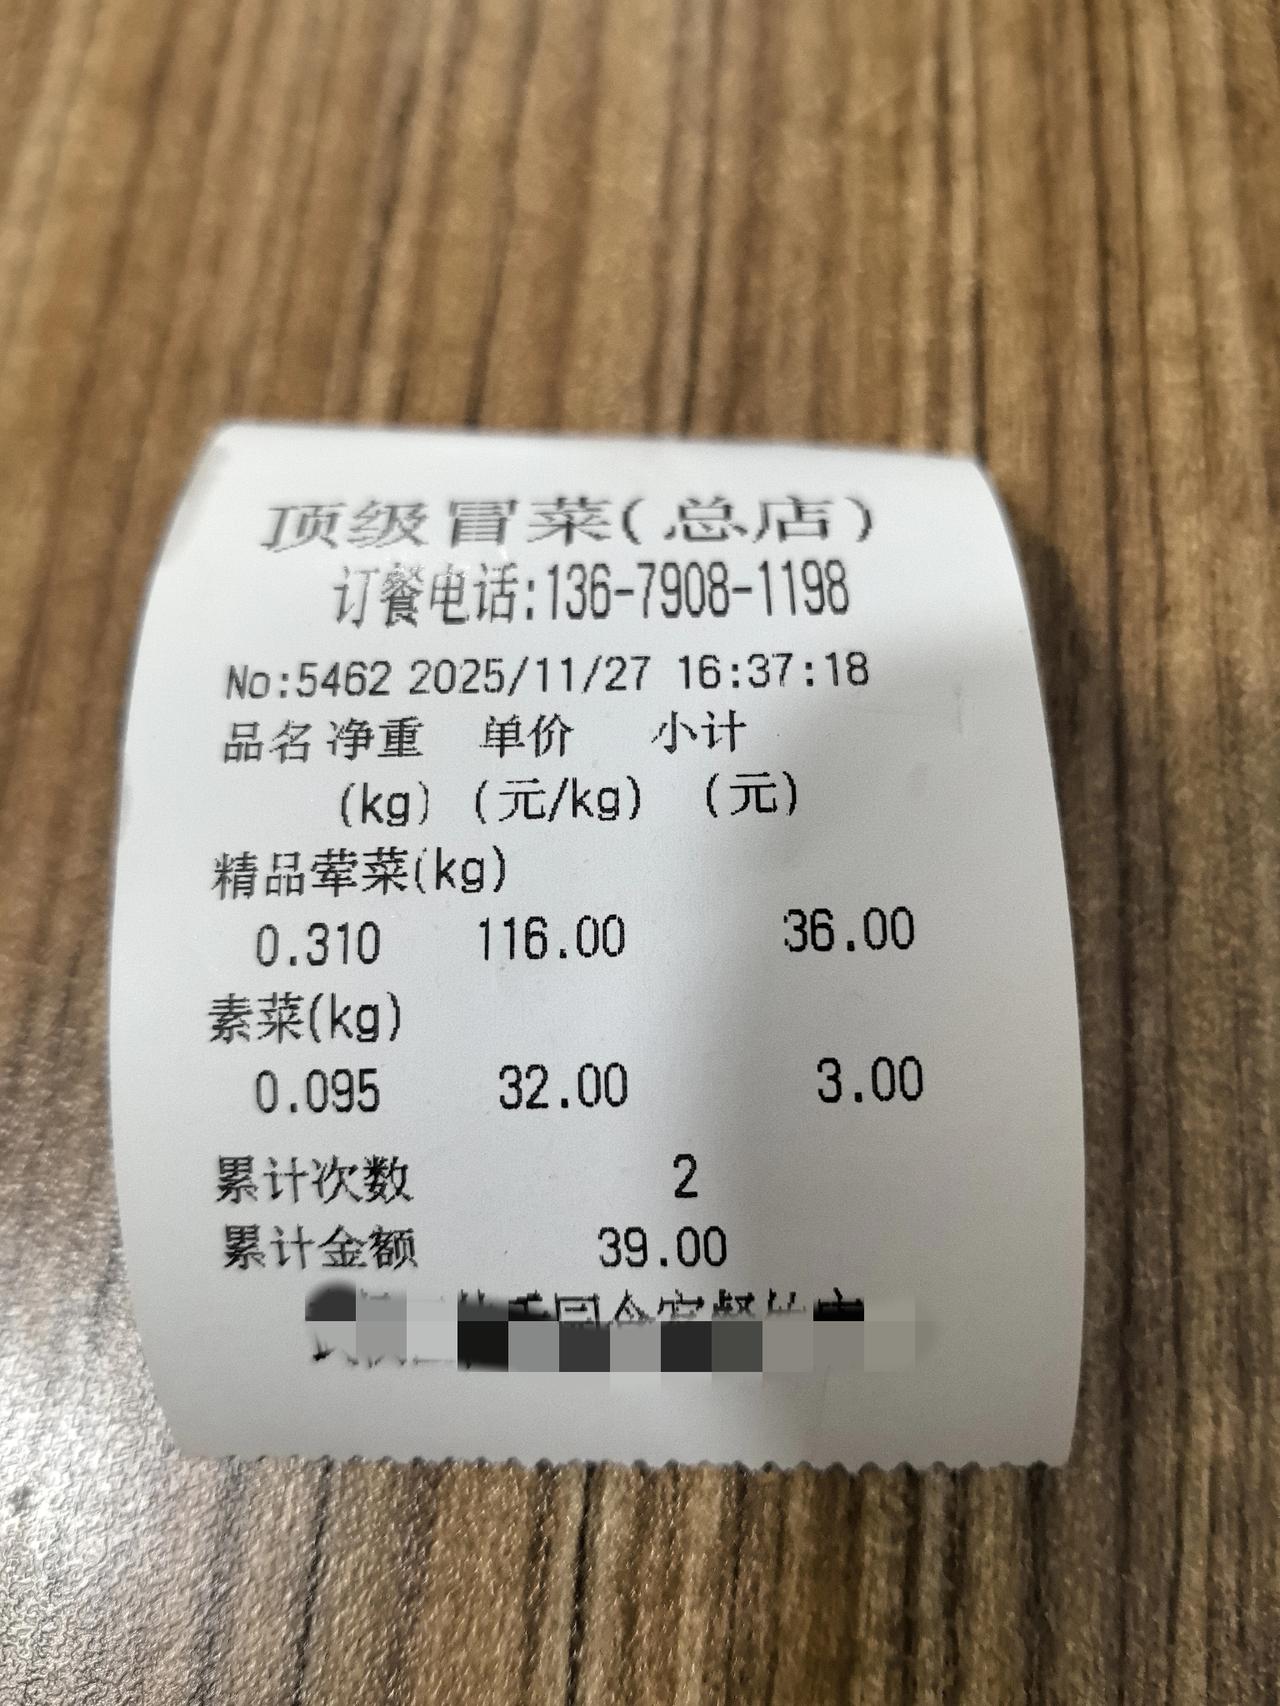 顶级冒菜(总店)
订餐电话:136-7908-1198
No:5462 2025/11/27 16:37:18
品名 净重 单价 小计
(kg) (元/kg) (元)
精品荤菜(kg)
0.310 116.00 36.00
素菜(kg)
0.095 32.00 3.00
累计次数 2
累计金额 39.00